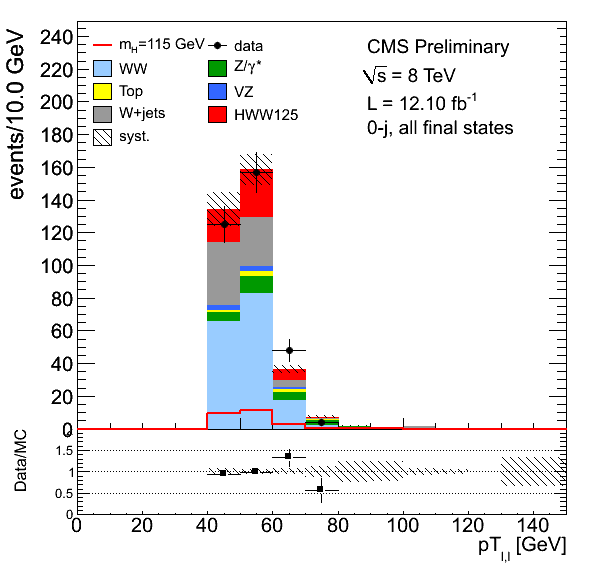 events/10.0 GeV
240
220
200
180
160
140
120
100
80
60
40
20
0
m_H=115 GeV
data
WW
Z/γ*
Top
VZ
W+jets
HWW125
syst.
CMS Preliminary
√s = 8 TeV
L = 12.10 fb⁻¹
0-j, all final states
Data/MC
1.5
1
0.5
0
0 20 40 60 80 100 120 140
pT_l,l [GeV]